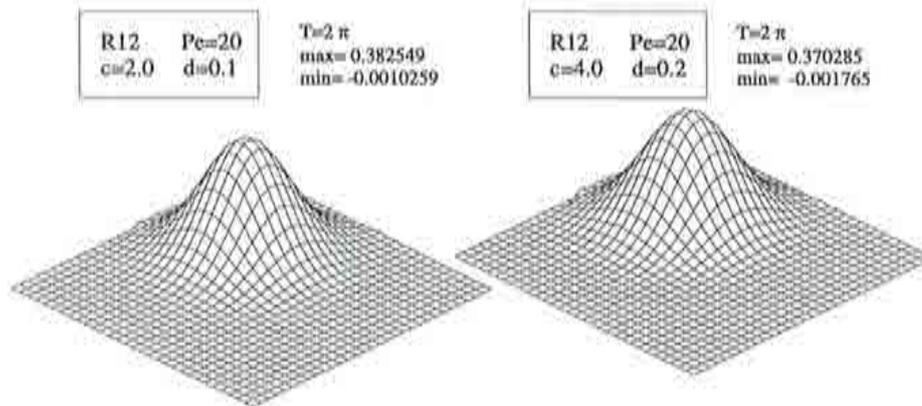 R12 Pe=20
c=2.0 d=0.1
T=2 π
max= 0.382549
min= -0.0010259
R12 Pe=20
c=4.0 d=0.2
T=2 π
max= 0.370285
min= -0.001765